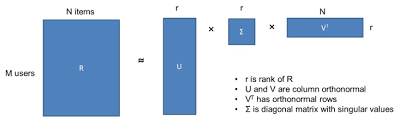 N items
r
r
N
M users
R
≈
U
×
Σ
×
Vᵀ
r
• r is rank of R
• U and V are column orthonormal
• Vᵀ has orthonormal rows
• Σ is diagonal matrix with singular values